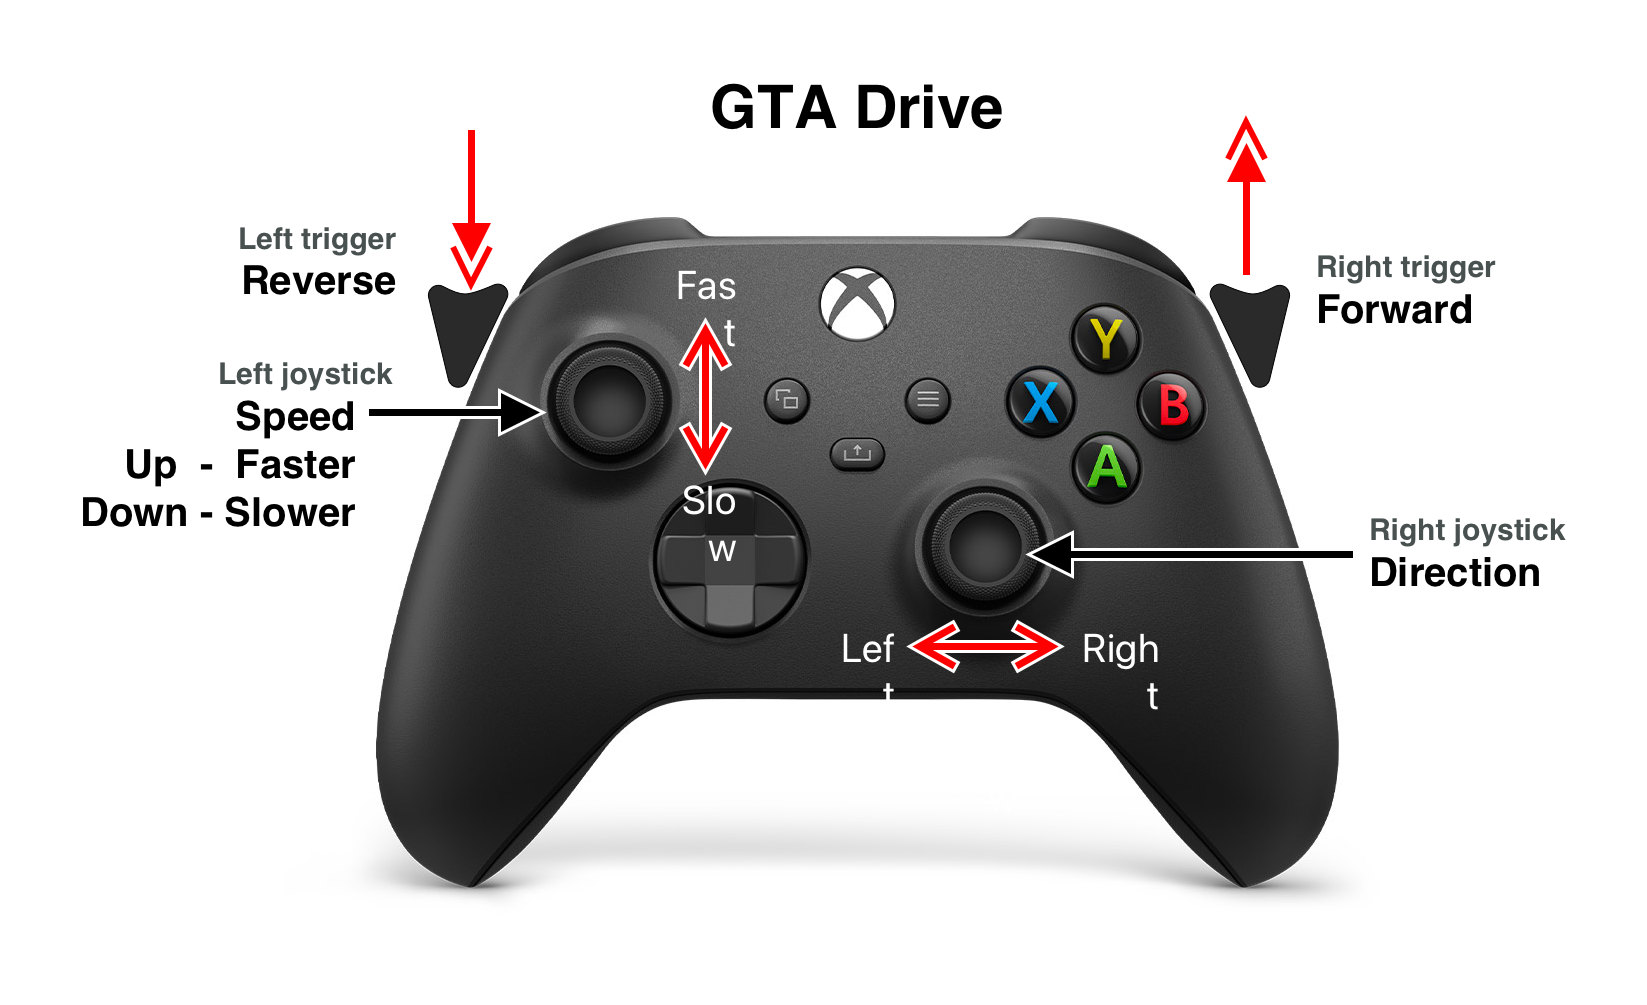 GTA Drive
Left trigger
Reverse
Right trigger
Forward
Fas
t
Left joystick
Speed
Up - Faster
Down - Slower
Slo
w
Y
X
B
A
Right joystick
Direction
Lef
t
Righ
t